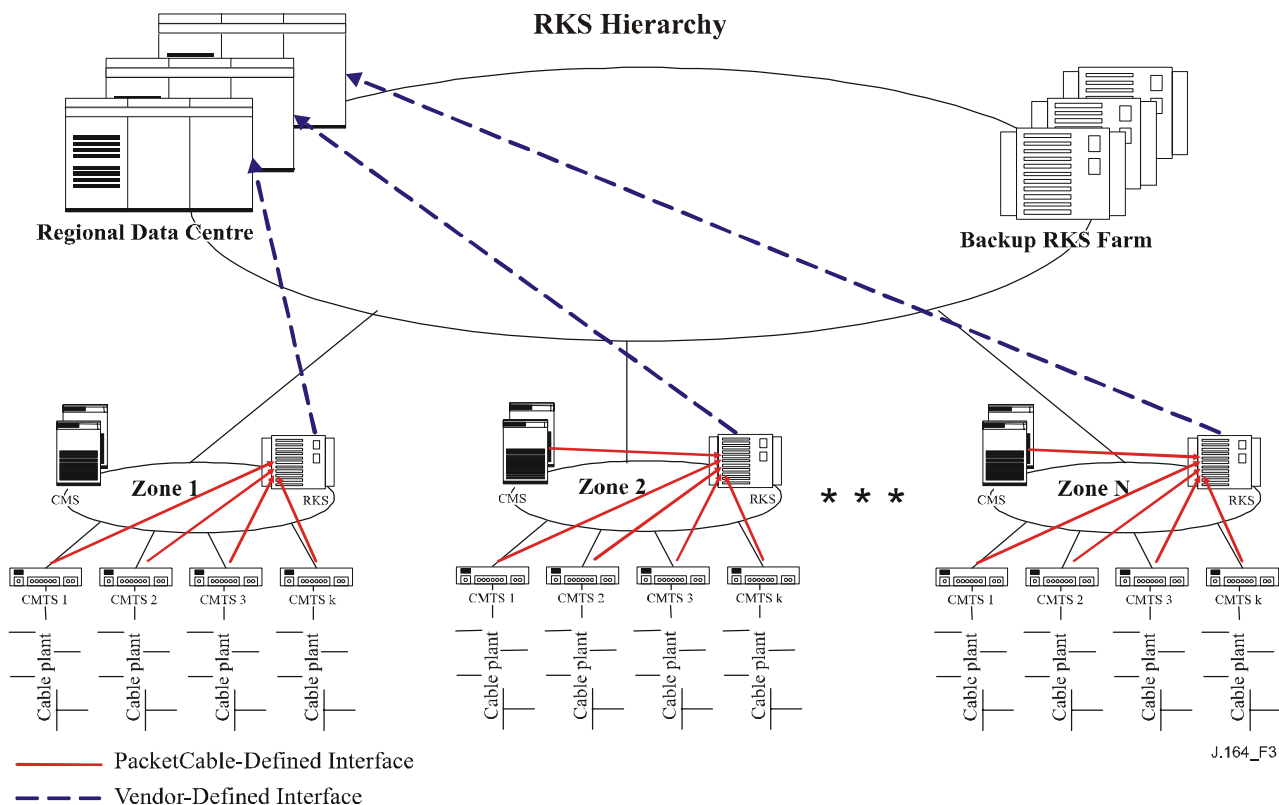 RKS Hierarchy
Regional Data Centre
Backup RKS Farm
CMS
Zone 1
RKS
CMS
Zone 2
RKS
* * *
CMS
Zone N
RKS
CMTS 1
CMTS 2
CMTS 3
CMTS k
CMTS 1
CMTS 2
CMTS 3
CMTS k
CMTS 1
CMTS 2
CMTS 3
CMTS k
Cable plant
Cable plant
Cable plant
Cable plant
Cable plant
Cable plant
Cable plant
Cable plant
Cable plant
Cable plant
Cable plant
Cable plant
J.164_F3
PacketCable-Defined Interface
Vendor-Defined Interface